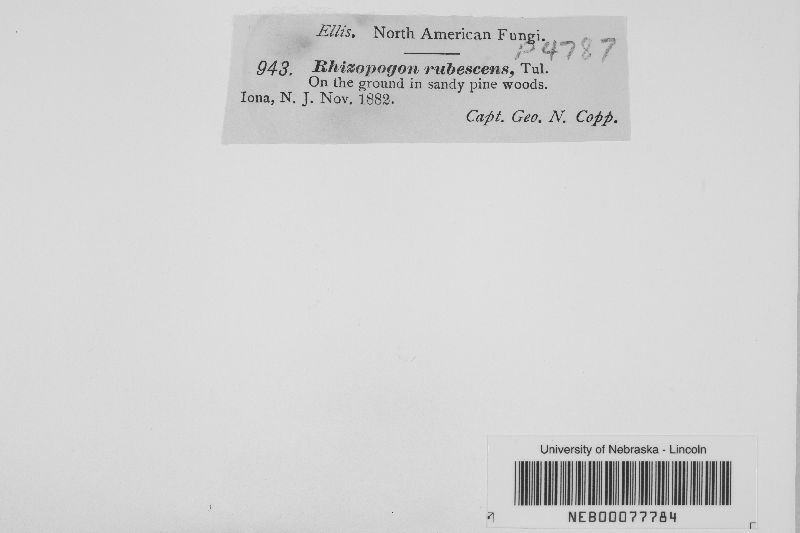 Ellis. North American Fungi.
P4787
943. Rhizopogon rubescens, Tul.
On the ground in sandy pine woods.
Iona, N. J. Nov. 1882.
Capt. Geo. N. Copp.
University of Nebraska - Lincoln
NEB00077784